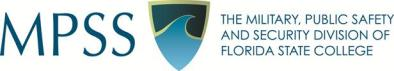 MPSS
THE MILITARY, PUBLIC SAFETY
AND SECURITY DIVISION OF
FLORIDA STATE COLLEGE